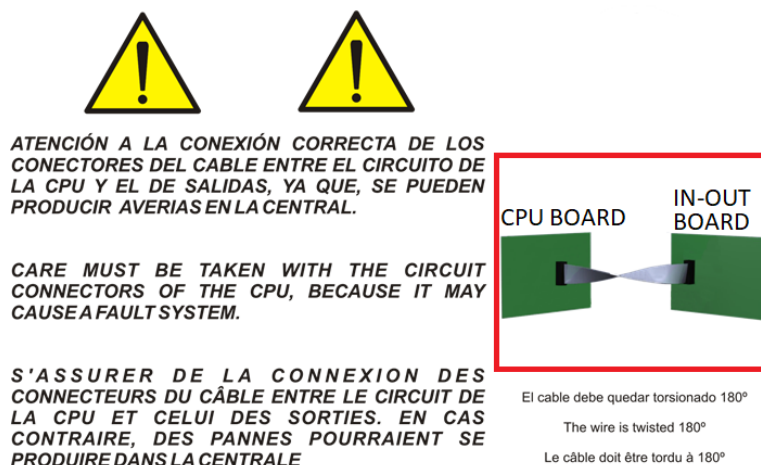 ATENCIÓN A LA CONEXIÓN CORRECTA DE LOS
CONECTORES DEL CABLE ENTRE EL CIRCUITO DE
LA CPU Y EL DE SALIDAS, YA QUE, SE PUEDEN
PRODUCIR AVERIAS EN LA CENTRAL.
CARE MUST BE TAKEN WITH THE CIRCUIT
CONNECTORS OF THE CPU, BECAUSE IT MAY
CAUSE A FAULT SYSTEM.
S'ASSURER DE LA CONNEXION DES
CONNECTEURS DU CÂBLE ENTRE LE CIRCUIT DE
LA CPU ET CELUI DES SORTIES. EN CAS
CONTRAIRE, DES PANNES POURRAIENT SE
PRODUIRE DANS LA CENTRALE
CPU BOARD
IN-OUT
BOARD
El cable debe quedar torsionado 180º
The wire is twisted 180º
Le câble doit être tordu à 180º